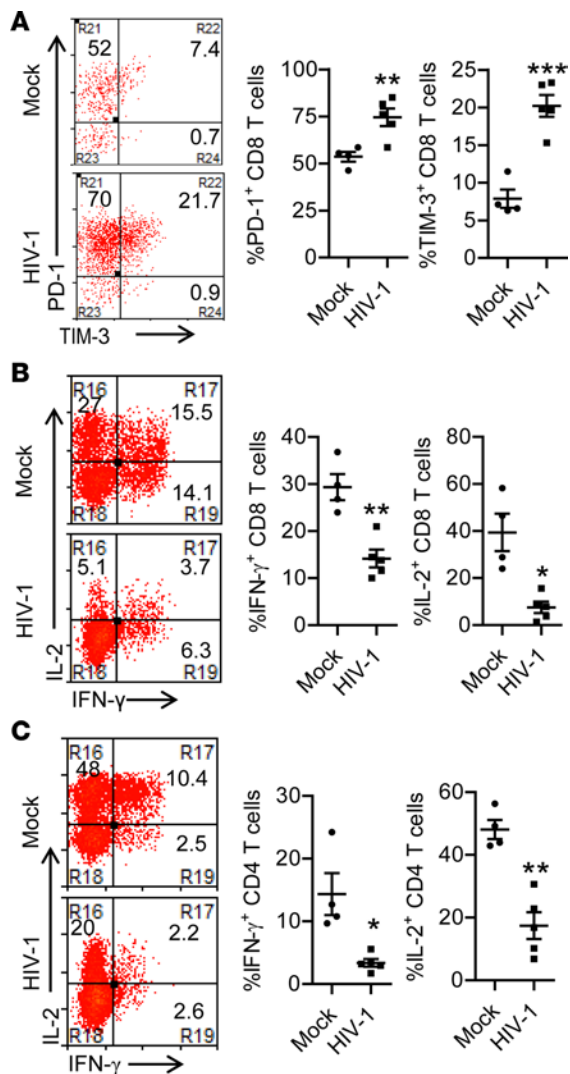 A
Mock
R21
R22
52
7.4
0.7
R23
R24
HIV-1
PD-1
R21
R22
70
21.7
0.9
R23
R24
TIM-3
%PD-1+ CD8 T cells
100
75
50
25
0
**
Mock
HIV-1
%TIM-3+ CD8 T cells
25
20
15
10
5
0
***
Mock
HIV-1
B
Mock
R16
R17
27
15.5
14.1
R18
R19
HIV-1
IL-2
R16
R17
5.1
3.7
6.3
R18
R19
IFN-γ
%IFN-γ+ CD8 T cells
40
30
20
10
0
**
Mock
HIV-1
%IL-2+ CD8 T cells
80
60
40
20
0
*
Mock
HIV-1
C
Mock
R16
R17
48
10.4
2.5
R18
R19
HIV-1
IL-2
R16
R17
20
2.2
2.6
R18
R19
IFN-γ
%IFN-γ+ CD4 T cells
30
15
0
*
Mock
HIV-1
%IL-2+ CD4 T cells
60
40
20
0
**
Mock
HIV-1